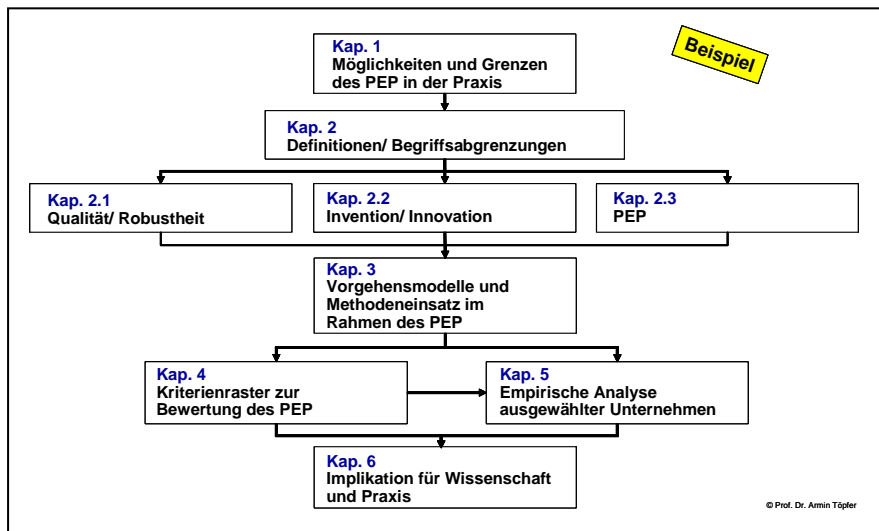 Kap. 1
Möglichkeiten und Grenzen
des PEP in der Praxis
Beispiel
Kap. 2
Definitionen/ Begriffsabgrenzungen
Kap. 2.1
Qualität/ Robustheit
Kap. 2.2
Invention/ Innovation
Kap. 2.3
PEP
Kap. 3
Vorgehensmodelle und
Methodeneinsatz im
Rahmen des PEP
Kap. 4
Kriterienraster zur
Bewertung des PEP
Kap. 5
Empirische Analyse
ausgewählter Unternehmen
Kap. 6
Implikation für Wissenschaft
und Praxis
© Prof. Dr. Armin Töpfer